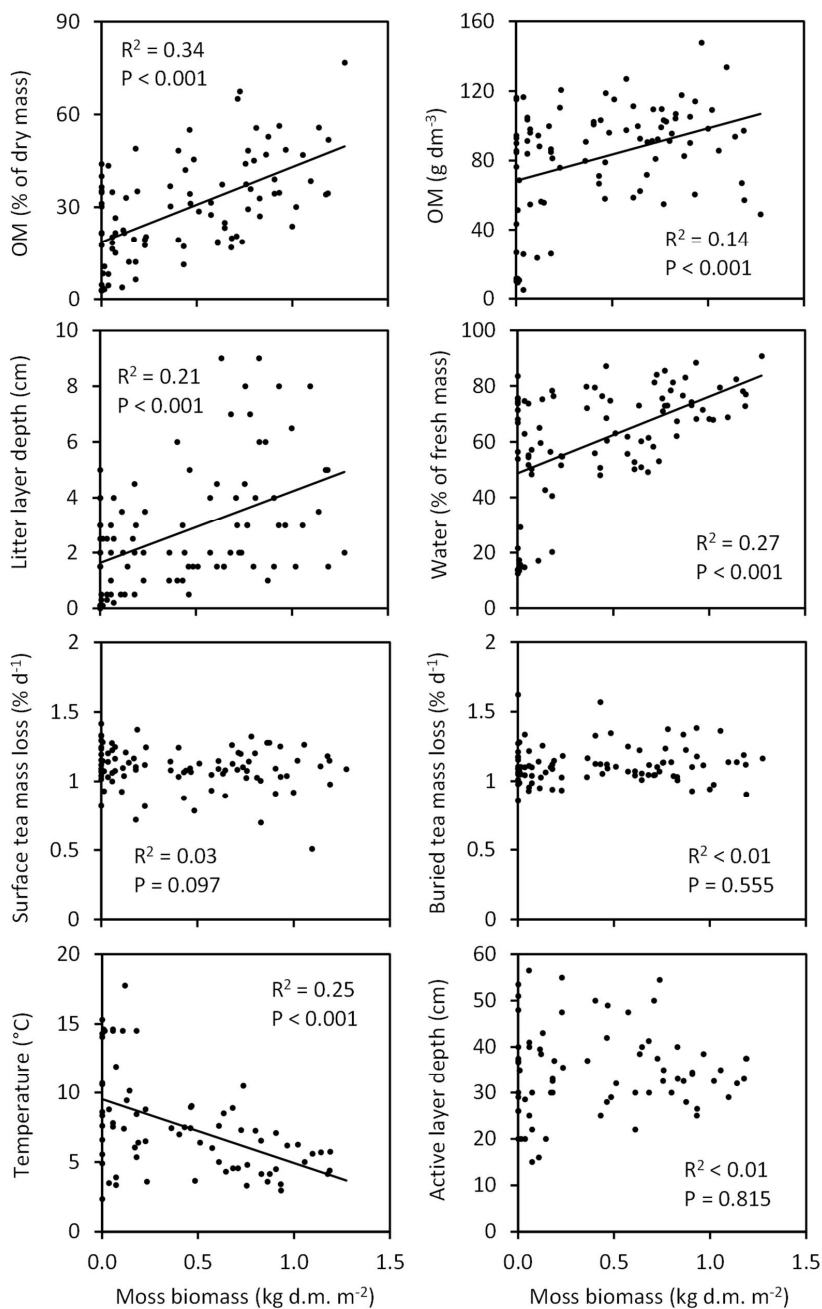 OM (% of dry mass)
90
60
30
0
R² = 0.34
P < 0.001
OM (g dm⁻³)
160
120
80
40
0
R² = 0.14
P < 0.001
Litter layer depth (cm)
10
8
6
4
2
0
R² = 0.21
P < 0.001
Water (% of fresh mass)
100
80
60
40
20
0
R² = 0.27
P < 0.001
Surface tea mass loss (% d⁻¹)
2
1.5
1
0.5
0
R² = 0.03
P = 0.097
Buried tea mass loss (% d⁻¹)
2
1.5
1
0.5
0
R² < 0.01
P = 0.555
Temperature (°C)
20
15
10
5
0
R² = 0.25
P < 0.001
0.0 0.5 1.0 1.5
Moss biomass (kg d.m. m⁻²)
Active layer depth (cm)
60
50
40
30
20
10
0
R² < 0.01
P = 0.815
0.0 0.5 1.0 1.5
Moss biomass (kg d.m. m⁻²)